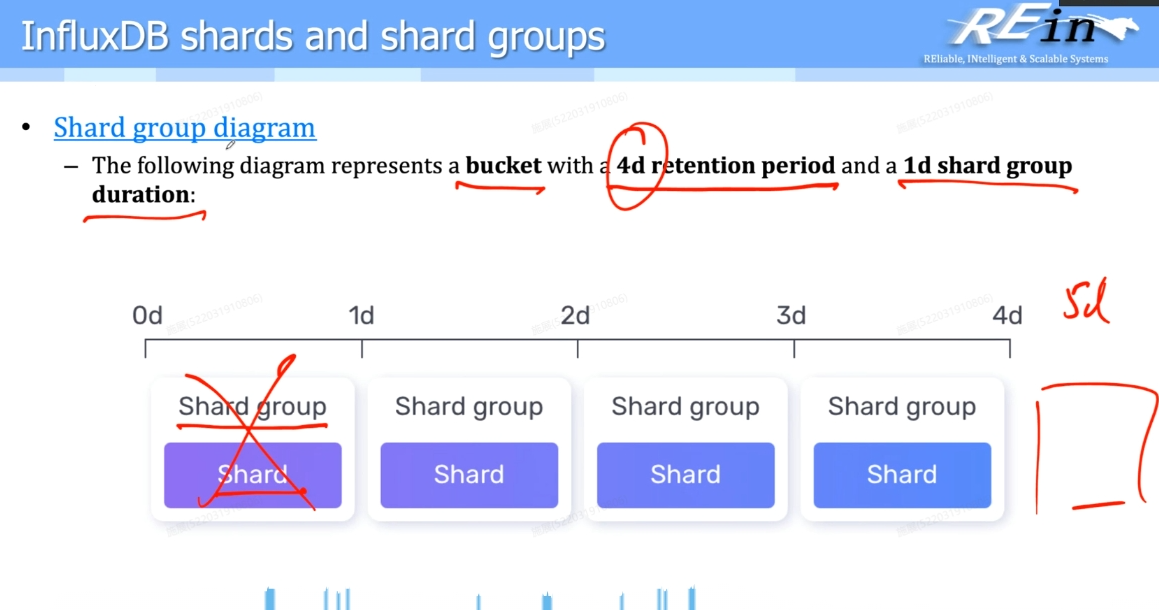 InfluxDB shards and shard groups
REin
REliable, INtelligent & Scalable Systems
• Shard group diagram
– The following diagram represents a bucket with a 4d retention period and a 1d shard group
duration:
0d 1d 2d 3d 4d 5d
Shard group Shard group Shard group Shard group
Shard Shard Shard Shard